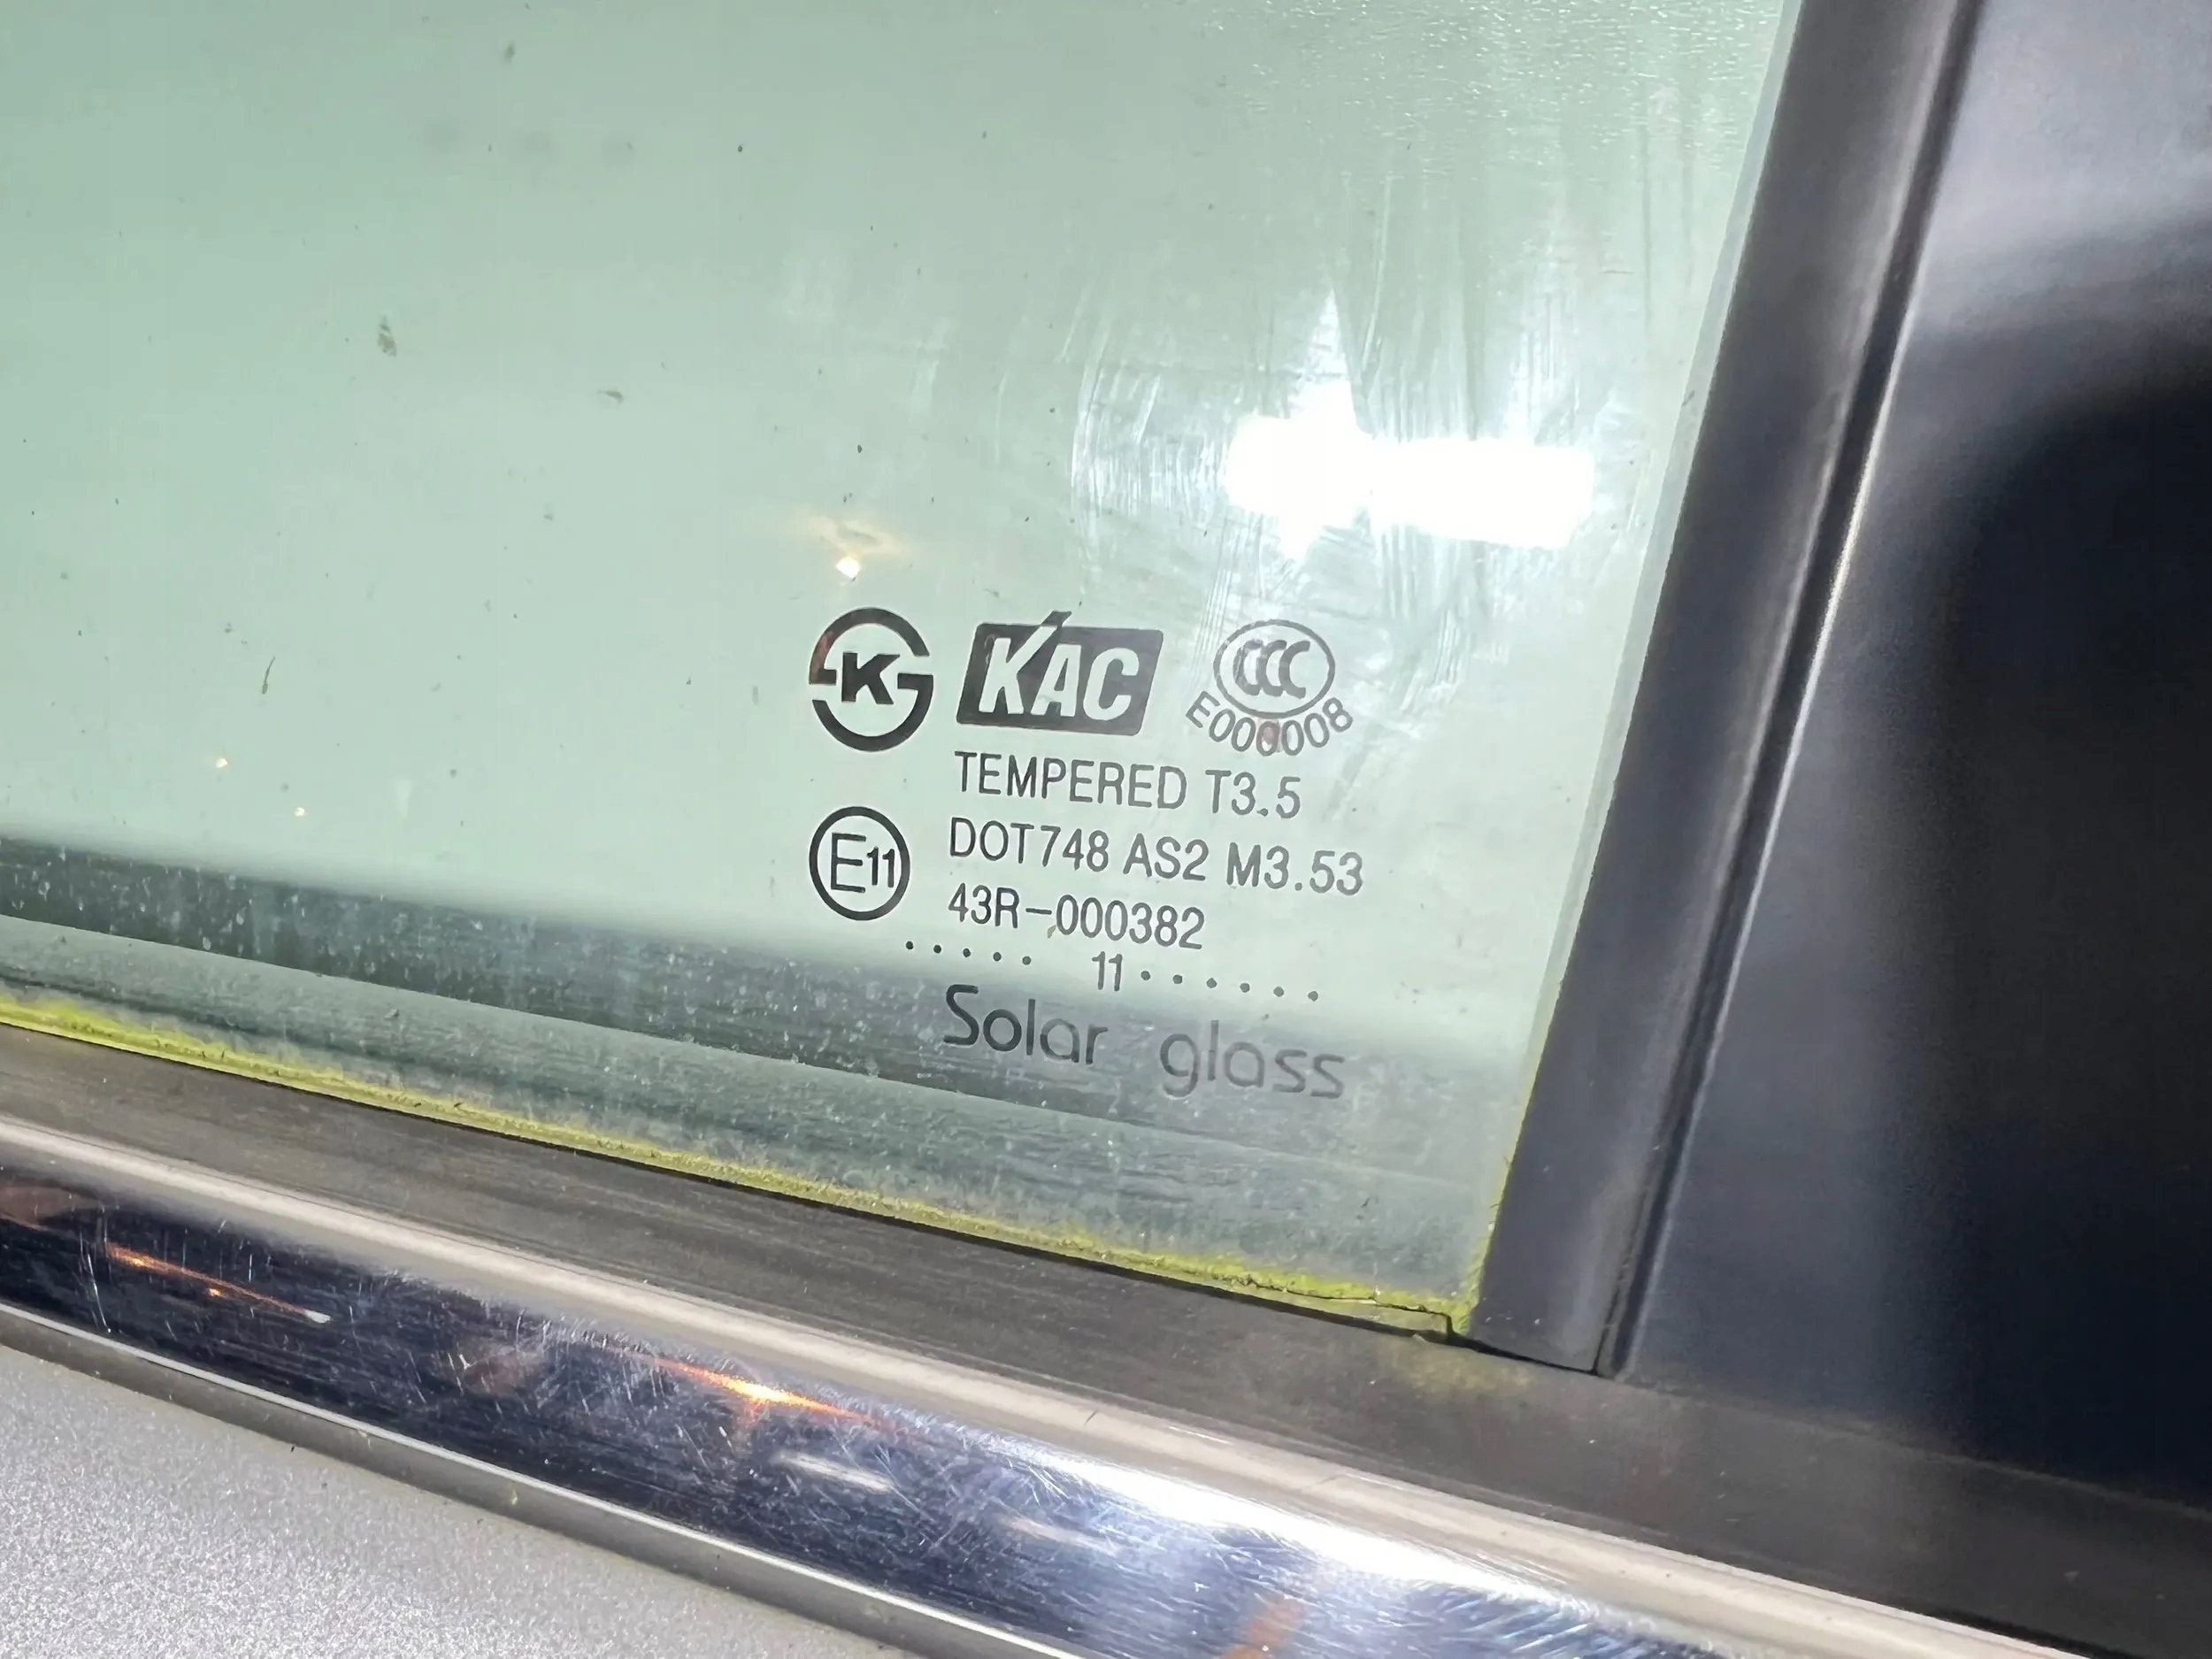 K KAC CCC
E000008
TEMPERED T3.5
E11 DOT748 AS2 M3.53
43R-000382
..... 11......
Solar glass